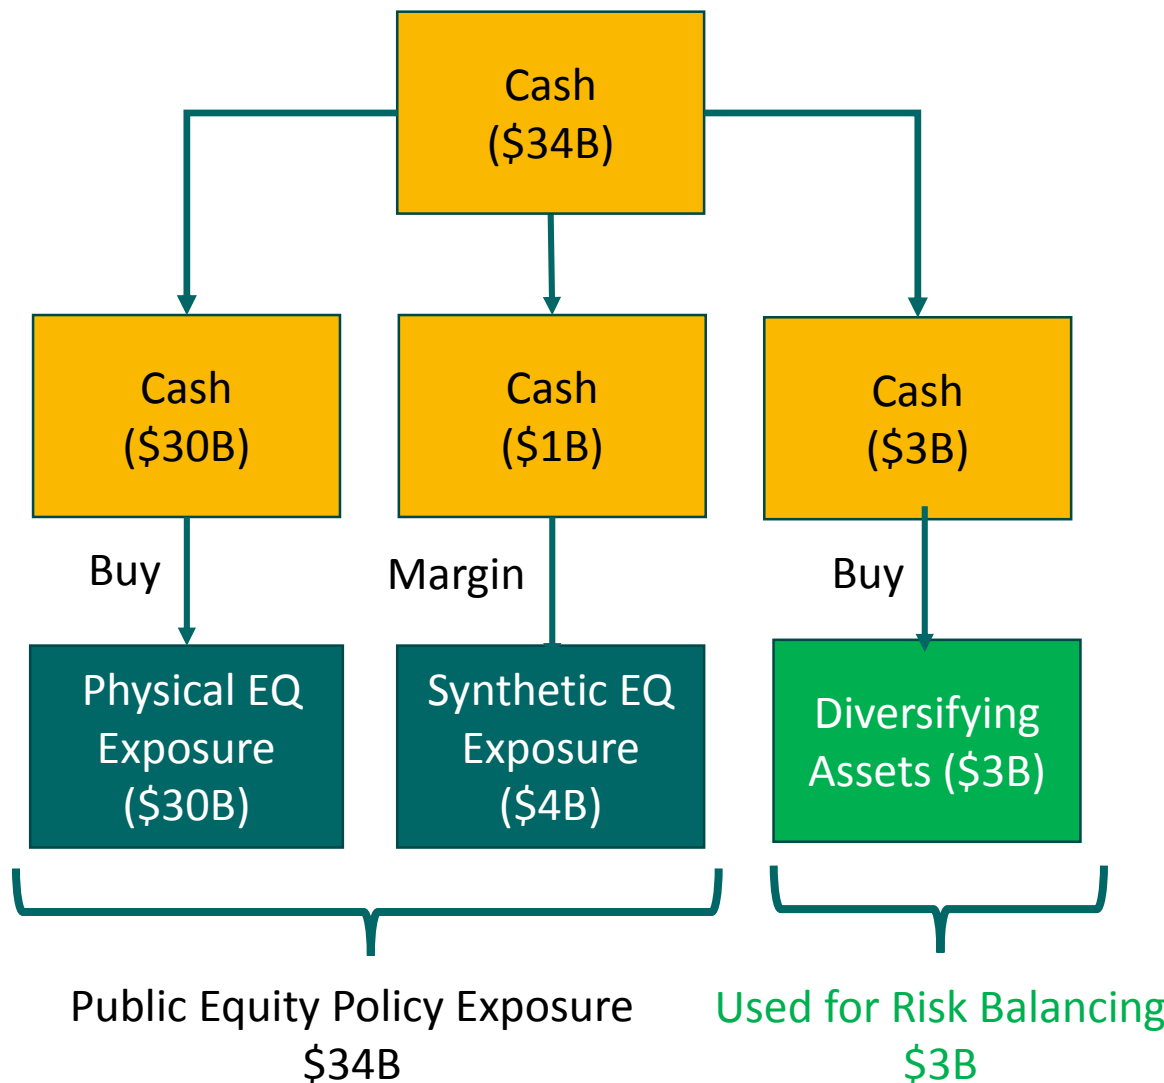 Cash
($34B)
Cash
($30B)
Cash
($1B)
Cash
($3B)
Buy
Margin
Buy
Physical EQ
Exposure
($30B)
Synthetic EQ
Exposure
($4B)
Diversifying
Assets ($3B)
Public Equity Policy Exposure
$34B
Used for Risk Balancing
$3B